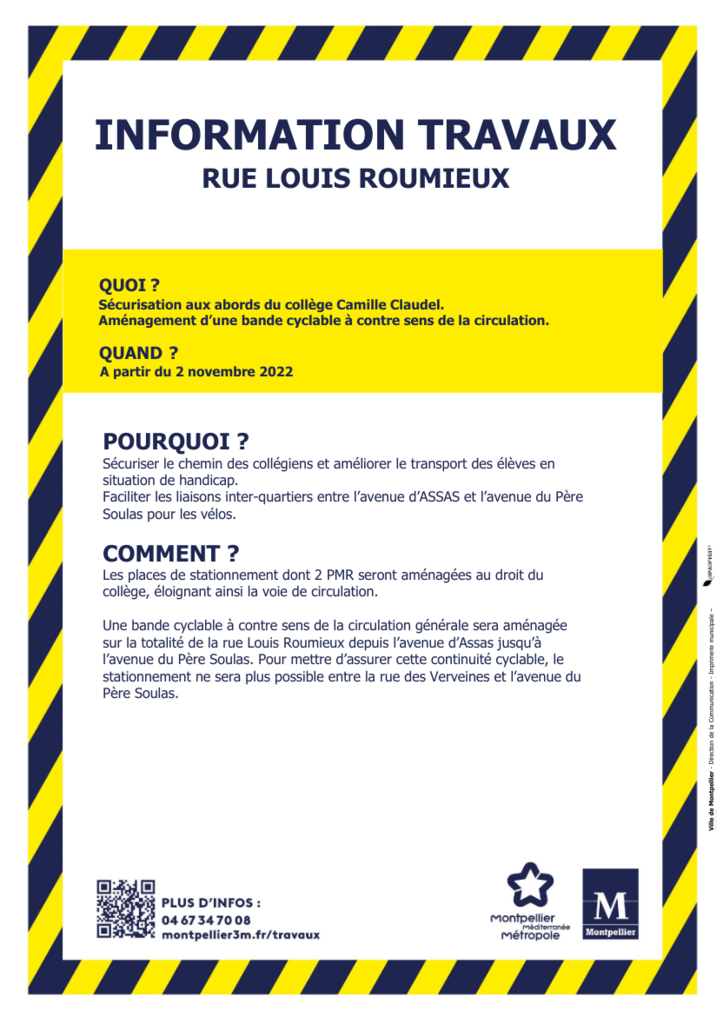 INFORMATION TRAVAUX
RUE LOUIS ROUMIEUX
QUOI ?
Sécurisation aux abords du collège Camille Claudel.
Aménagement d'une bande cyclable à contre sens de la circulation.
QUAND ?
A partir du 2 novembre 2022
POURQUOI ?
Sécuriser le chemin des collégiens et améliorer le transport des élèves en
situation de handicap.
Faciliter les liaisons inter-quartiers entre l'avenue d'ASSAS et l'avenue du Père
Soulas pour les vélos.
COMMENT ?
Les places de stationnement dont 2 PMR seront aménagées au droit du
collège, éloignant ainsi la voie de circulation.
Une bande cyclable à contre sens de la circulation générale sera aménagée
sur la totalité de la rue Louis Roumieux depuis l'avenue d'Assas jusqu'à
l'avenue du Père Soulas. Pour mettre d'assurer cette continuité cyclable, le
stationnement ne sera plus possible entre la rue des Verveines et l'avenue du
Père Soulas.
PLUS D'INFOS :
04 67 34 70 08
montpellier3m.fr/travaux
Montpellier
Méditerranée
Métropole
M
Montpellier
Ville de Montpellier - Direction de la Communication - Imprimerie municipale –
IMPRIM'VERT®